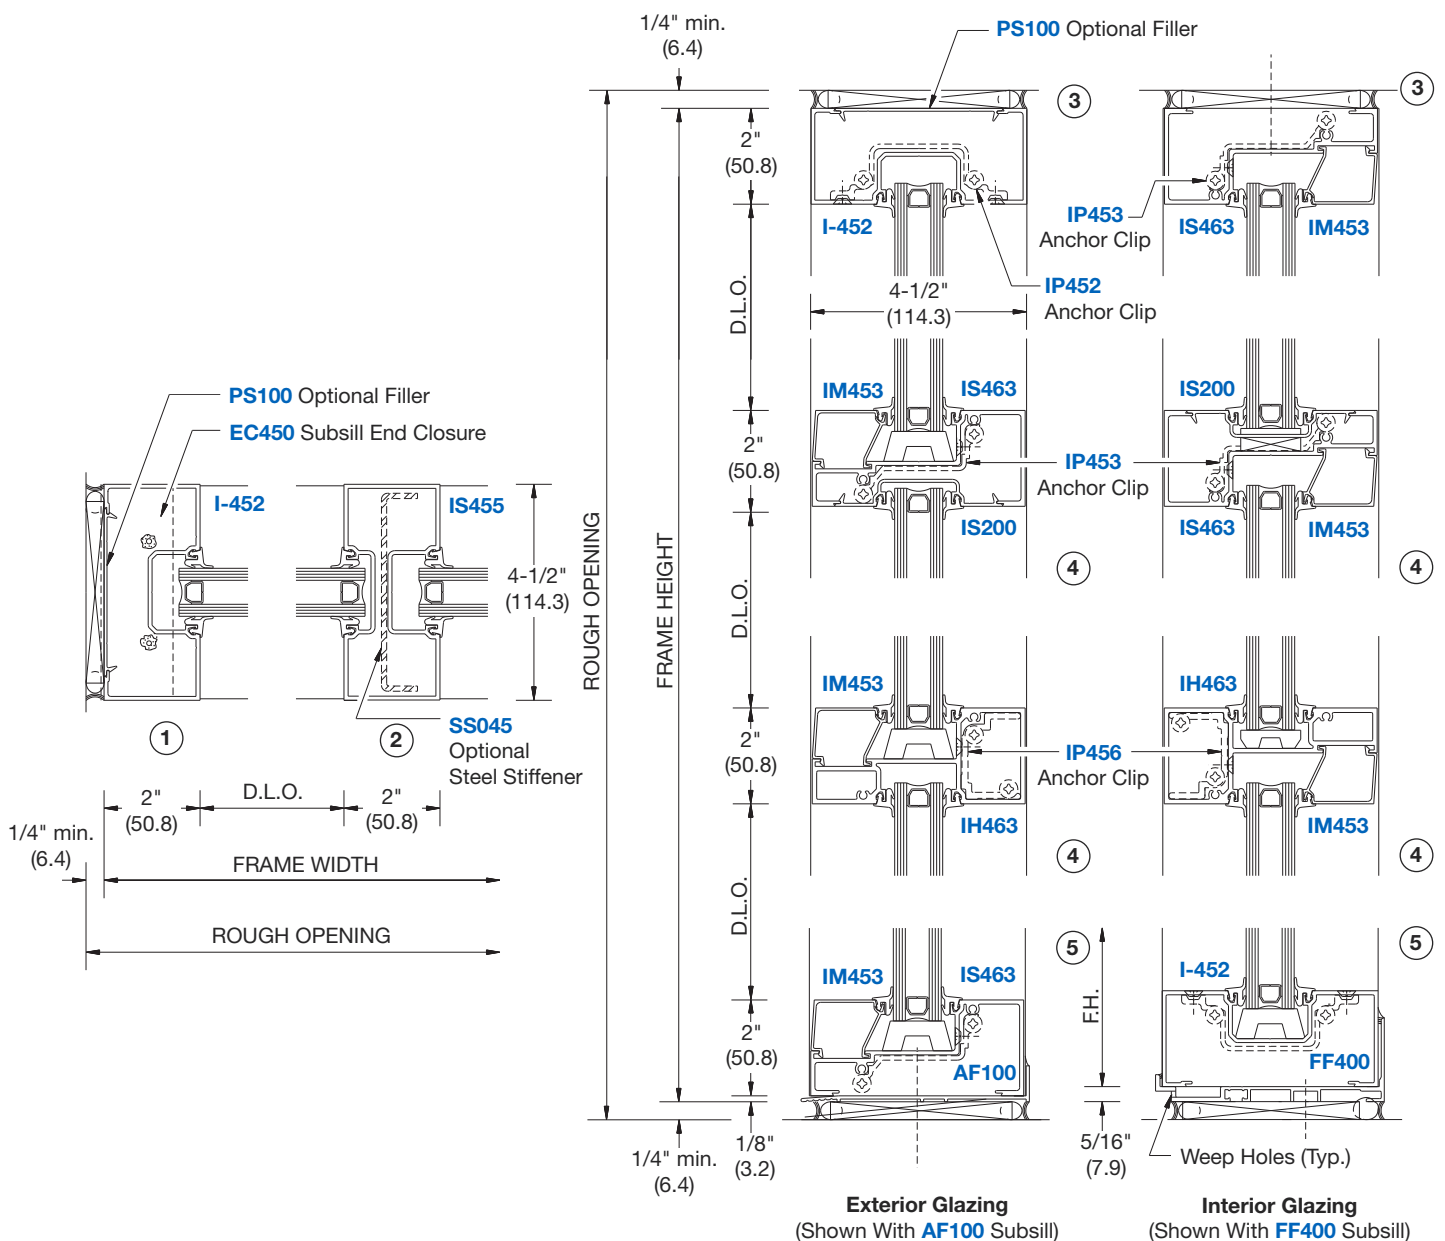 1/4" min.
(6.4)
PS100 Optional Filler
3
3
2"
(50.8)
I-452
IP453
Anchor Clip
IS463
IM453
IP452
Anchor Clip
4-1/2"
(114.3)
D.L.O.
ROUGH OPENING
FRAME HEIGHT
IM453
IS463
IS200
2"
(50.8)
IP453
Anchor Clip
IS200
IS463
IM453
4
4
D.L.O.
IM453
IH463
2"
(50.8)
IP456
Anchor Clip
IH463
IM453
4
4
D.L.O.
IM453
IS463
5
I-452
5
F.H.
2"
(50.8)
AF100
FF400
1/4" min.
(6.4)
1/8"
(3.2)
5/16"
(7.9)
Weep Holes (Typ.)
Exterior Glazing
(Shown With AF100 Subsill)
Interior Glazing
(Shown With FF400 Subsill)
PS100 Optional Filler
EC450 Subsill End Closure
I-452
IS455
4-1/2"
(114.3)
1
2
SS045
Optional
Steel Stiffener
2"
(50.8)
D.L.O.
2"
(50.8)
1/4" min.
(6.4)
FRAME WIDTH
ROUGH OPENING